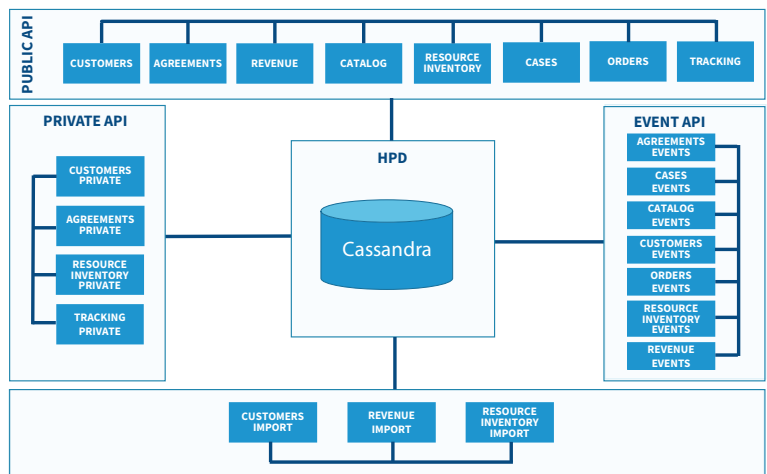 PUBLIC API
CUSTOMERS
AGREEMENTS
REVENUE
CATALOG
RESOURCE
INVENTORY
CASES
ORDERS
TRACKING
PRIVATE API
CUSTOMERS
PRIVATE
AGREEMENTS
PRIVATE
RESOURCE
INVENTORY
PRIVATE
TRACKING
PRIVATE
HPD
Cassandra
EVENT API
AGREEMENTS
EVENTS
CASES
EVENTS
CATALOG
EVENTS
CUSTOMERS
EVENTS
ORDERS
EVENTS
RESOURCE
INVENTORY
EVENTS
REVENUE
EVENTS
CUSTOMERS
IMPORT
REVENUE
IMPORT
RESOURCE
INVENTORY
IMPORT